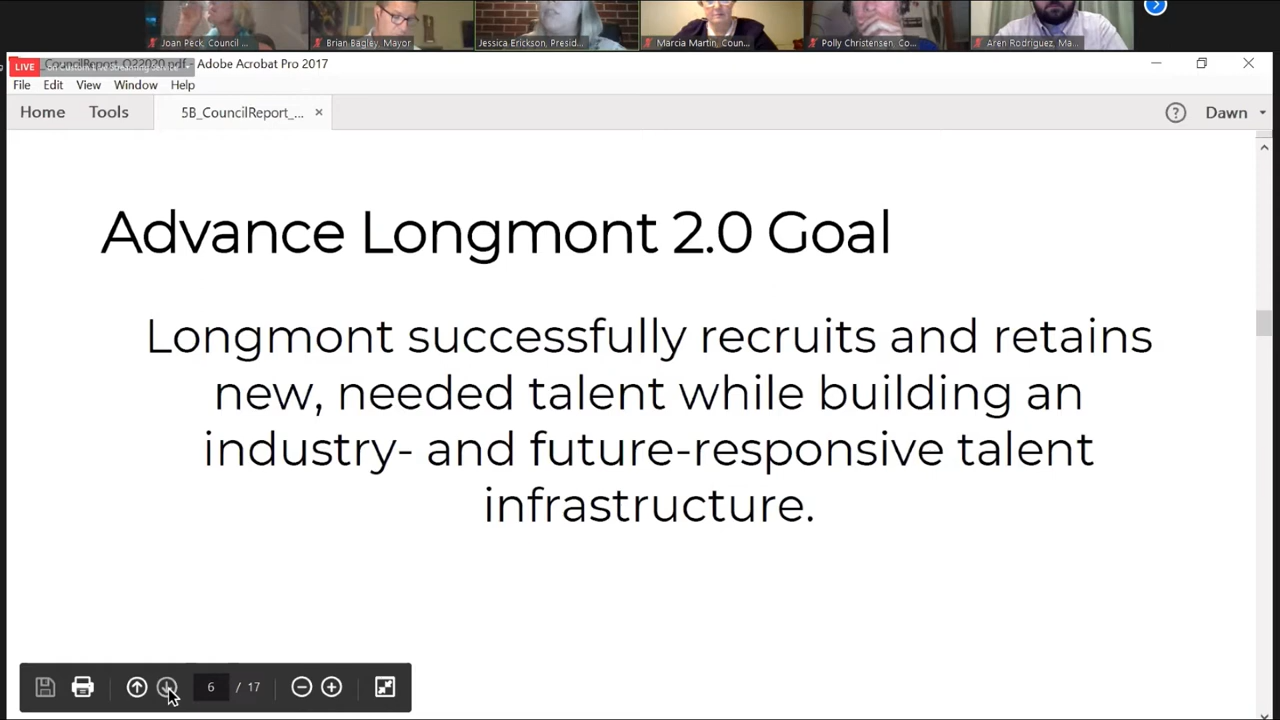 Joan Peck, Council ...
Brian Bagley, Mayor
Jessica Erickson, Presid...
Marcia Martin, Coun...
Polly Christensen, Co...
Aren Rodriguez, Ma...
LIVE
CouncilReport_Q22020.pdf - Adobe Acrobat Pro 2017
File Edit View Window Help
Home Tools 5B_CouncilReport_... × ? Dawn
Advance Longmont 2.0 Goal
Longmont successfully recruits and retains
new, needed talent while building an
industry- and future-responsive talent
infrastructure.
6 / 17